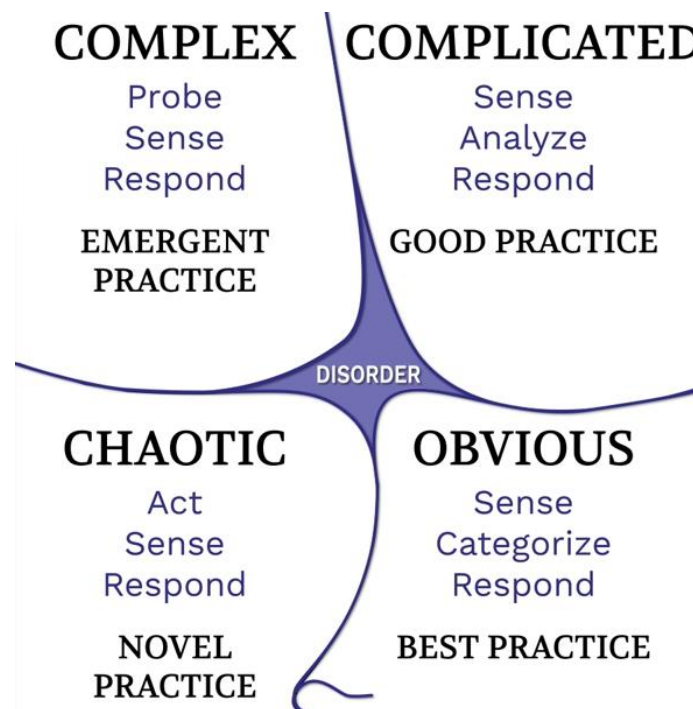 COMPLEX
Probe
Sense
Respond
EMERGENT
PRACTICE
COMPLICATED
Sense
Analyze
Respond
GOOD PRACTICE
DISORDER
CHAOTIC
Act
Sense
Respond
NOVEL
PRACTICE
OBVIOUS
Sense
Categorize
Respond
BEST PRACTICE